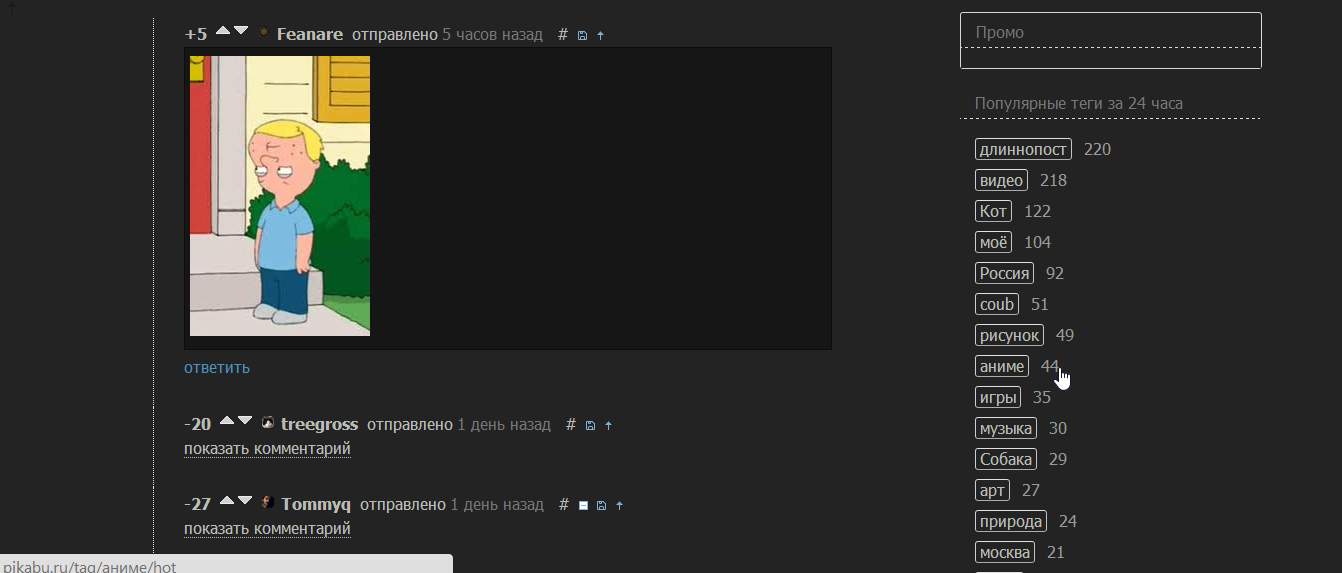 +5 Feanare отправлено 5 часов назад #
ответить
-20 treegross отправлено 1 день назад #
показать комментарий
-27 Tommyq отправлено 1 день назад #
показать комментарий
pikabu.ru/tag/аниме/hot
Промо
Популярные теги за 24 часа
длиннопост 220
видео 218
Кот 122
моё 104
Россия 92
coub 51
рисунок 49
аниме 44
игры 35
музыка 30
Собака 29
арт 27
природа 24
москва 21